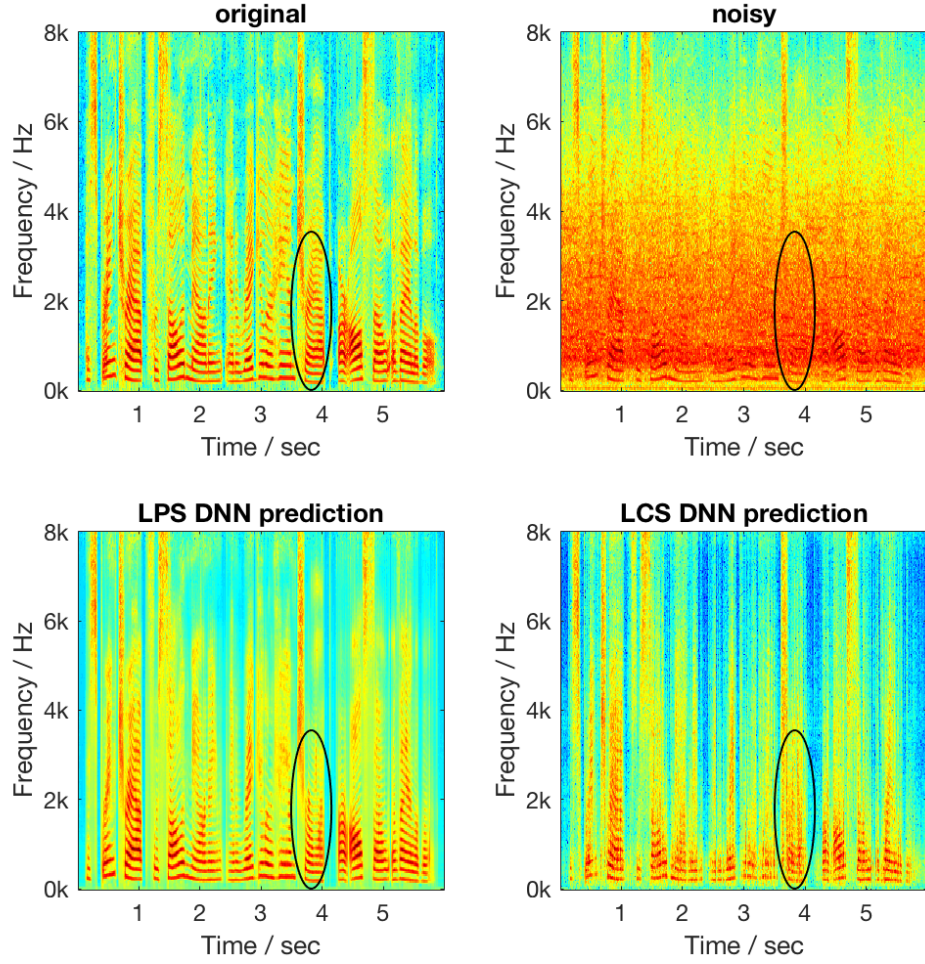 original
8k
6k
4k
2k
0k
Frequency / Hz
1 2 3 4 5
Time / sec
noisy
8k
6k
4k
2k
0k
Frequency / Hz
1 2 3 4 5
Time / sec
LPS DNN prediction
8k
6k
4k
2k
0k
Frequency / Hz
1 2 3 4 5
Time / sec
LCS DNN prediction
8k
6k
4k
2k
0k
Frequency / Hz
1 2 3 4 5
Time / sec